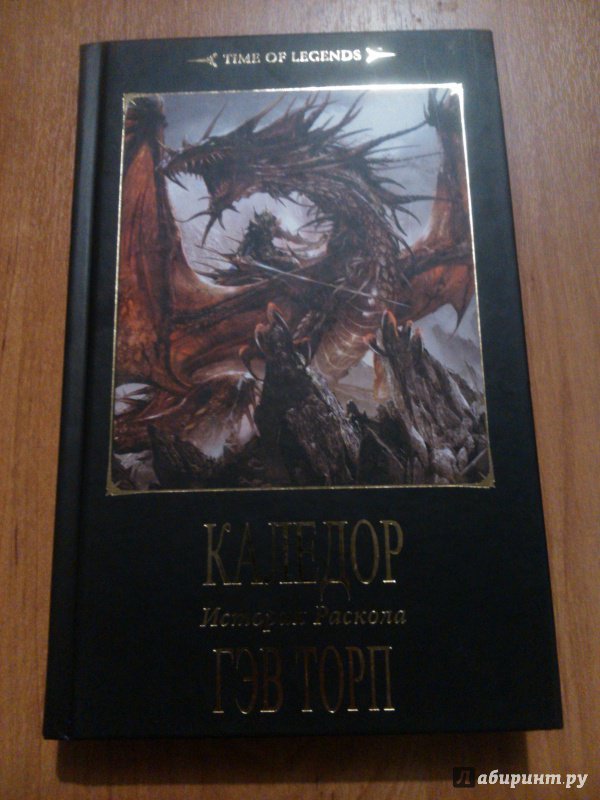 TIME OF LEGENDS
КАЛЕДОР
История Раскола
ГЭВ ТОРП
Лабиринт.ру